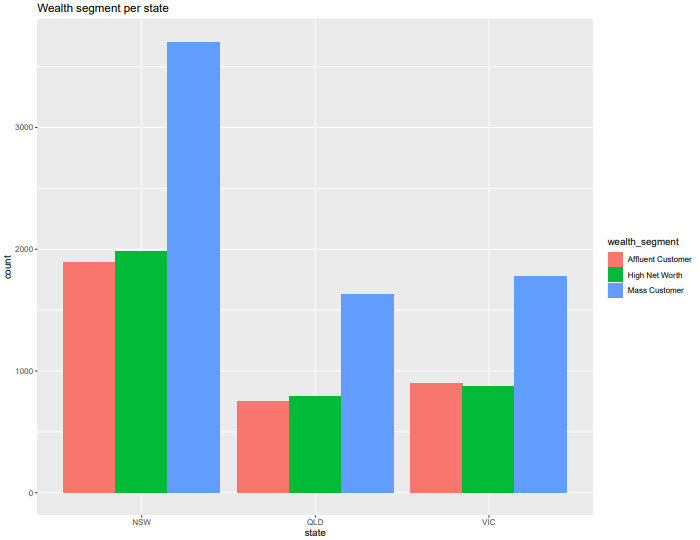 Wealth segment per state
3000
2000
1000
0
count
NSW
QLD
VIC
state
wealth_segment
Affluent Customer
High Net Worth
Mass Customer